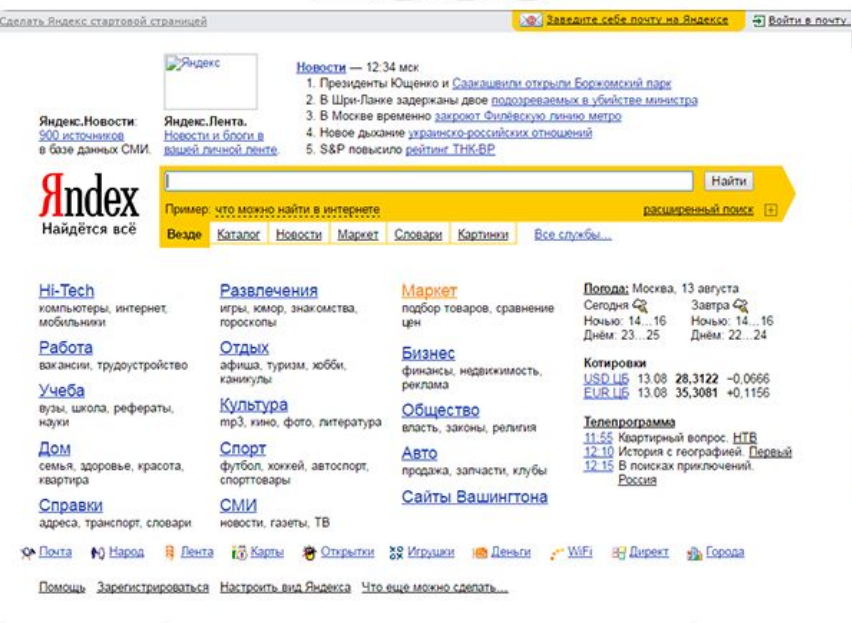 Сделать Яндекс стартовой страницей
Заведите себе почту на Яндексе
Войти в почту.
Яндекс
Яндекс.Новости:
900 источников
в базе данных СМИ.
Яндекс.Лента.
Новости и блоги в
вашей личной ленте.
Новости — 12:34 мск
1. Президенты Ющенко и Саакашвили открыли Боржомский парк
2. В Шри-Ланке задержаны двое подозреваемых в убийстве министра
3. В Москве временно закроют Филёвскую линию метро
4. Новое дыхание украинско-российских отношений
5. S&P повысило рейтинг ТНК-BP
Яndex
Найдётся всё
Найти
Пример: что можно найти в интернете
расширенный поиск
Везде Каталог Новости Маркет Словари Картинки Все службы...
Hi-Tech
компьютеры, интернет,
мобильники
Работа
вакансии, трудоустройство
Учеба
вузы, школа, рефераты,
науки
Дом
семья, здоровье, красота,
квартира
Справки
адреса, транспорт, словари
Развлечения
игры, юмор, знакомства,
гороскопы
Отдых
афиша, туризм, хобби,
каникулы
Культура
mp3, кино, фото, литература
Спорт
футбол, хоккей, автоспорт,
спорттовары
СМИ
новости, газеты, ТВ
Маркет
подбор товаров, сравнение
цен
Бизнес
финансы, недвижимость,
реклама
Общество
власть, законы, религия
Авто
продажа, запчасти, клубы
Сайты Вашингтона
Погода: Москва, 13 августа
Сегодня Завтра
Ночью: 14...16 Ночью: 14...16
Днём: 23...25 Днём: 22...24
Котировки
USD ЦБ 13.08 28,3122 −0,0666
EUR ЦБ 13.08 35,3081 +0,1156
Телепрограмма
11:55 Квартирный вопрос. НТВ
12:10 История с географией. Первый
12:15 В поисках приключений.
Россия
Почта Народ Лента Карты Открытки Игрушки Деньги WiFi Директ Города
Помощь Зарегистрироваться Настроить вид Яндекса Что еще можно сделать...